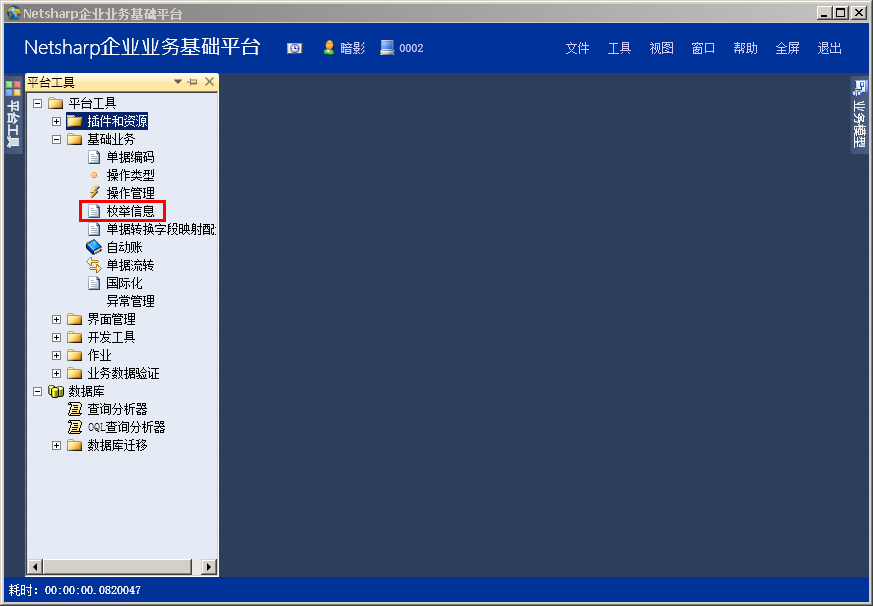 Netsharp企业业务基础平台
Netsharp企业业务基础平台 暗影 0002 文件 工具 视图 窗口 帮助 全屏 退出
平台工具
平台工具
平台工具
插件和资源
基础业务
单据编码
操作类型
操作管理
枚举信息
单据转换字段映射配
自动账
单据流转
国际化
异常管理
界面管理
开发工具
作业
业务数据验证
数据库
查询分析器
OQL查询分析器
数据库迁移
业务模型
耗时: 00:00:00.0820047